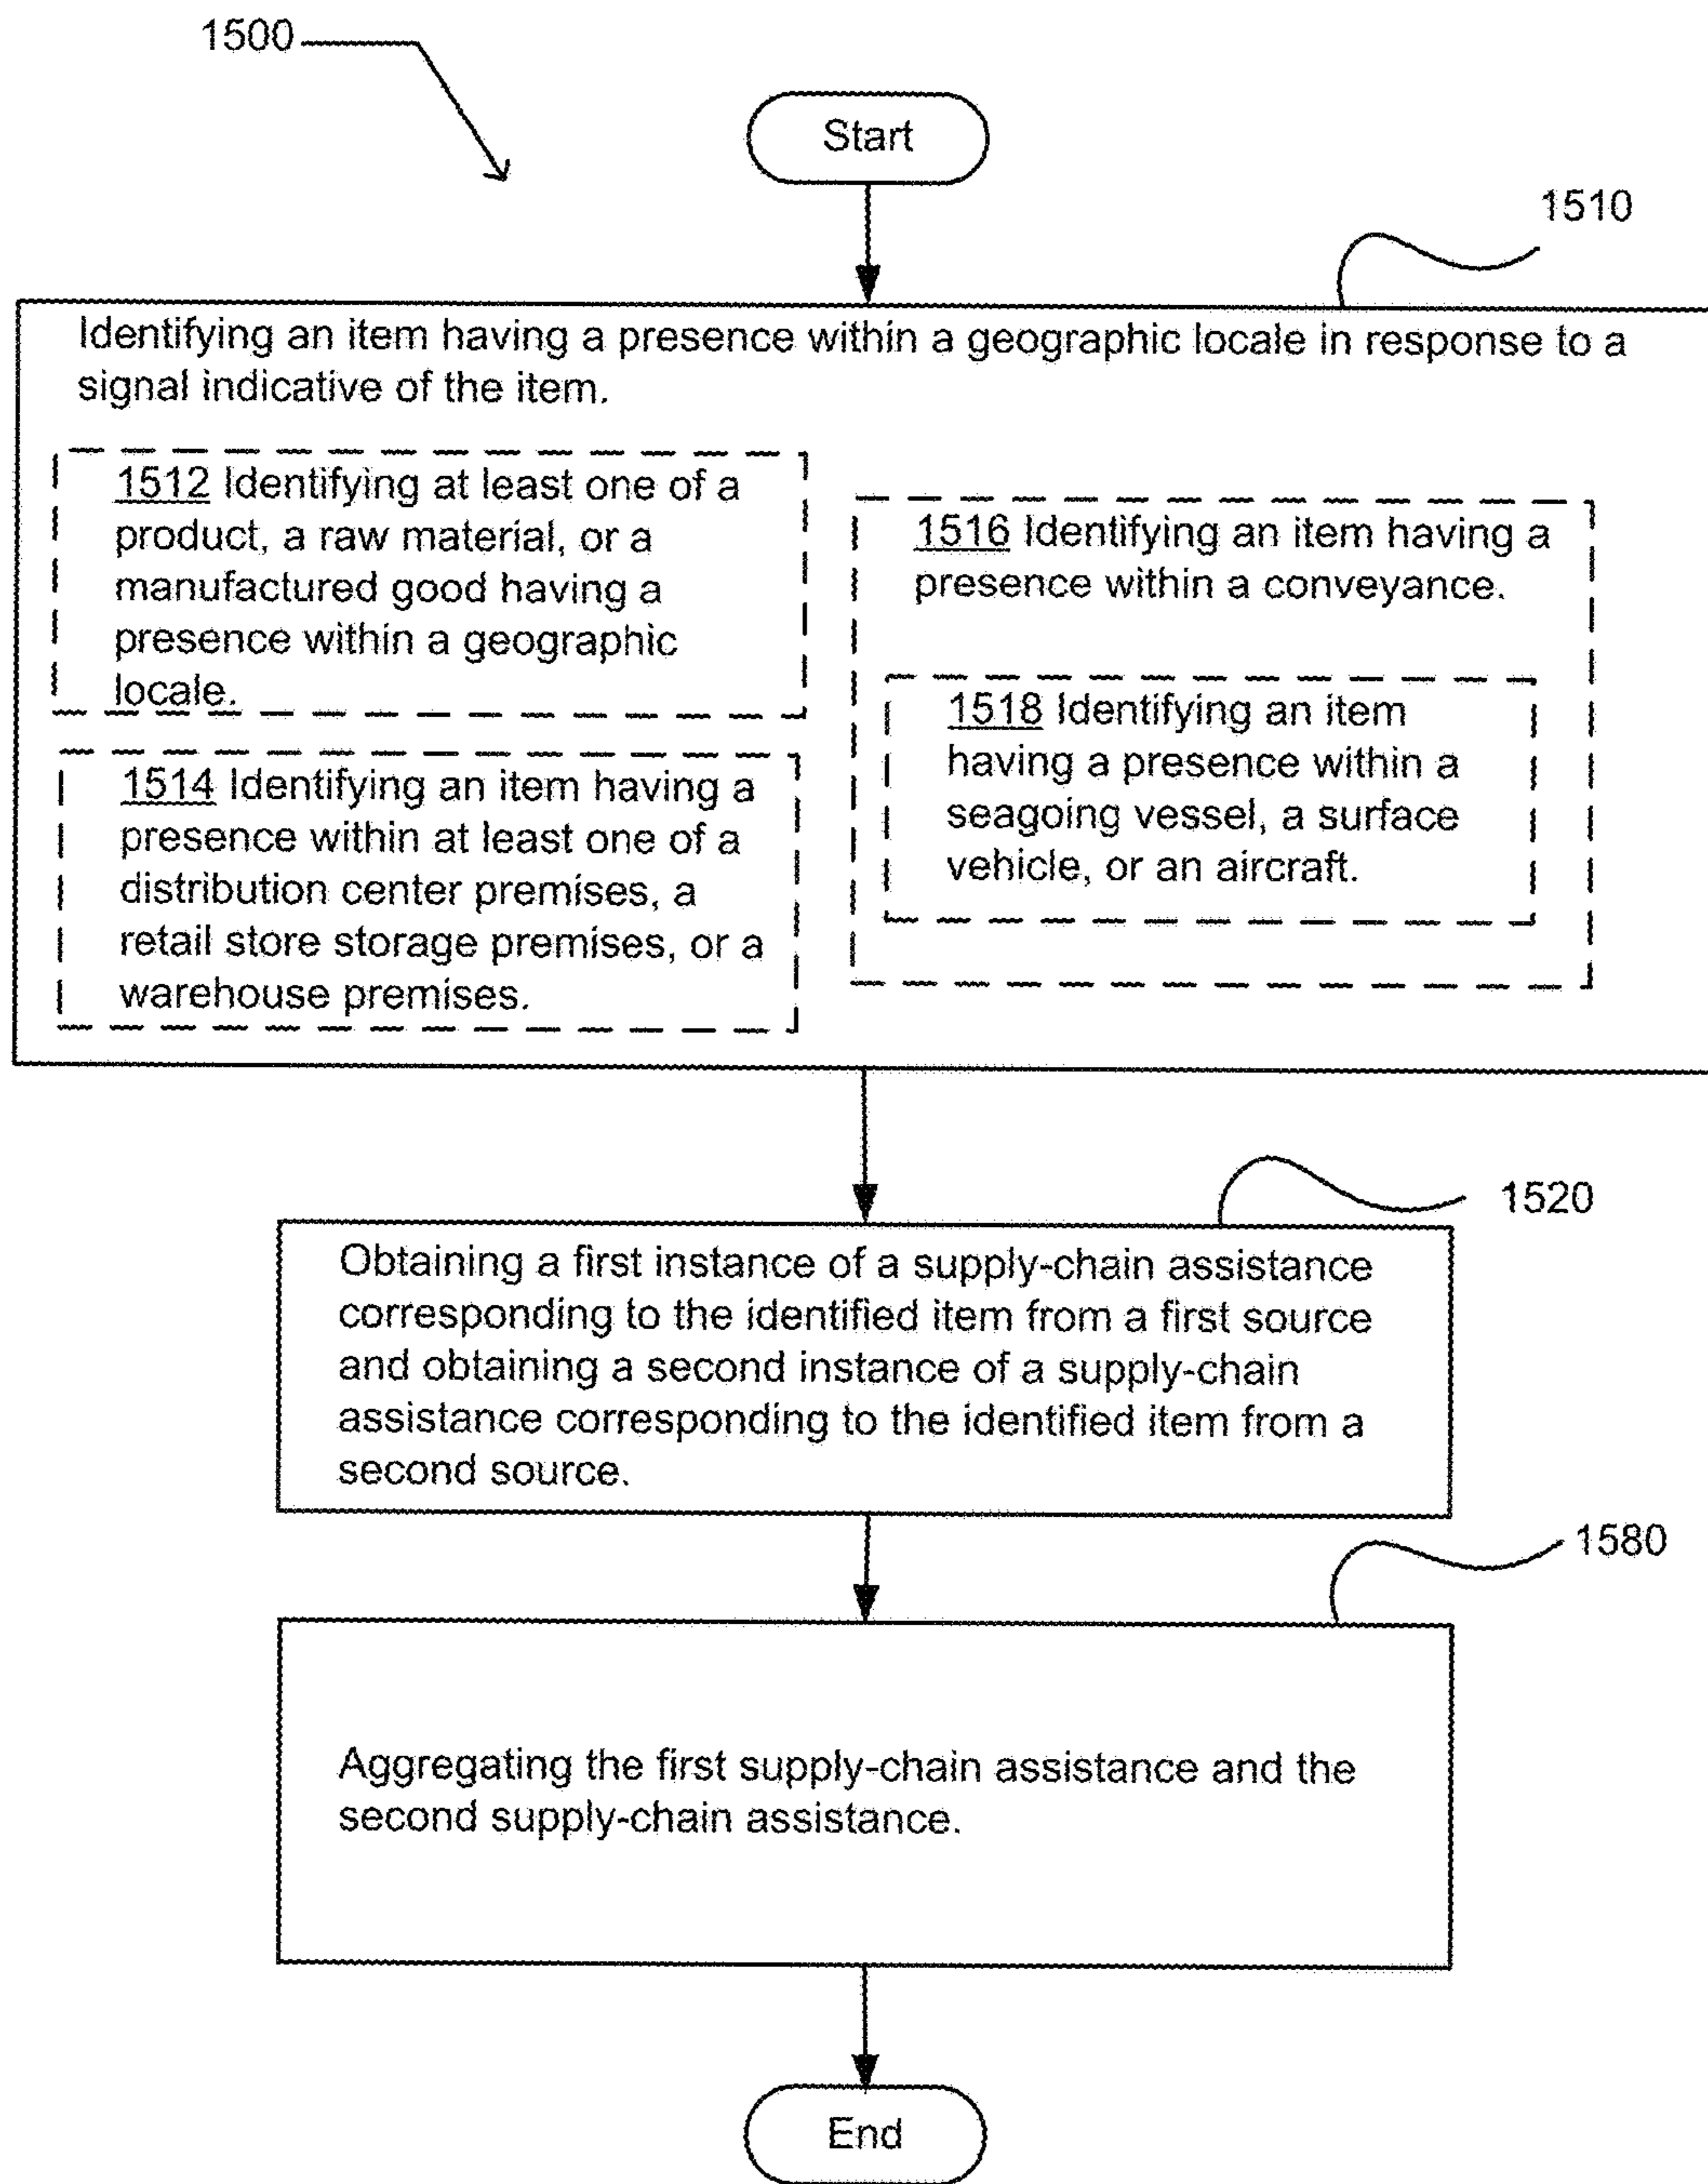 1500
Start
1510
Identifying an item having a presence within a geographic locale in response to a
signal indicative of the item.
1512 Identifying at least one of a
product, a raw material, or a
manufactured good having a
presence within a geographic
locale.
1514 Identifying an item having a
presence within at least one of a
distribution center premises, a
retail store storage premises, or a
warehouse premises.
1516 Identifying an item having a
presence within a conveyance.
1518 Identifying an item
having a presence within a
seagoing vessel, a surface
vehicle, or an aircraft.
1520
Obtaining a first instance of a supply-chain assistance
corresponding to the identified item from a first source
and obtaining a second instance of a supply-chain
assistance corresponding to the identified item from a
second source.
1580
Aggregating the first supply-chain assistance and the
second supply-chain assistance.
End